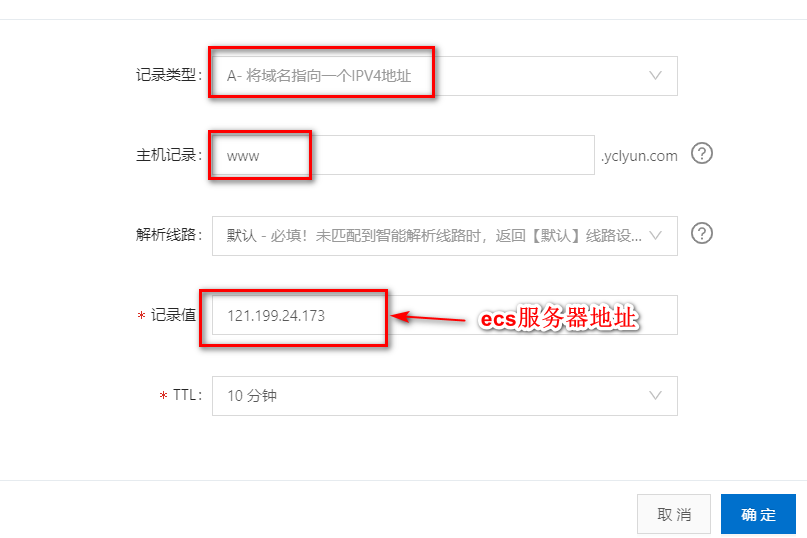 记录类型： A- 将域名指向一个IPV4地址
主机记录： www .yclyun.com ?
解析线路： 默认 - 必填！未匹配到智能解析线路时，返回【默认】线路设... ?
* 记录值 121.199.24.173 ecs服务器地址
* TTL： 10 分钟
取 消 确 定